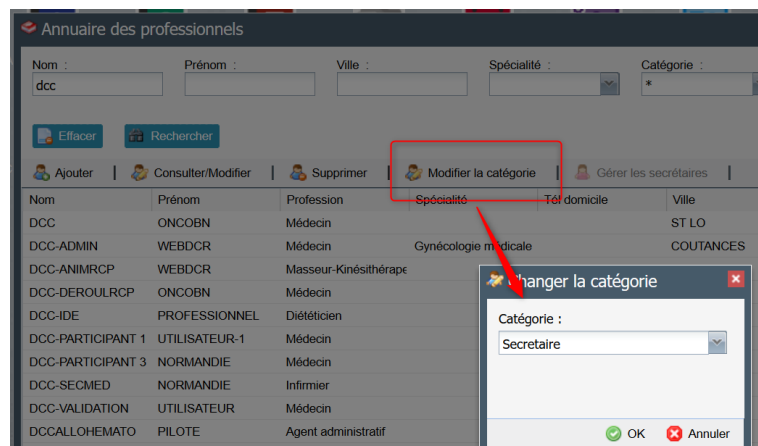 Annuaire des professionnels
Nom : Prénom : Ville : Spécialité : Catégorie :
dcc *
Effacer Rechercher
Ajouter | Consulter/Modifier | Supprimer | Modifier la catégorie | Gérer les secrétaires |
Nom Prénom Profession Spécialité Tél domicile Ville
DCC ONCOBN Médecin ST LO
DCC-ADMIN WEBDCR Médecin Gynécologie médicale COUTANCES
DCC-ANIMRCP WEBDCR Masseur-Kinésithérape
DCC-DEROULRCP ONCOBN Médecin
DCC-IDE PROFESSIONNEL Diététicien
DCC-PARTICIPANT 1 UTILISATEUR-1 Médecin
DCC-PARTICIPANT 3 NORMANDIE Médecin
DCC-SECMED NORMANDIE Infirmier
DCC-VALIDATION UTILISATEUR Médecin
DCCALLOHEMATO PILOTE Agent administratif
Changer la catégorie
Catégorie :
Secretaire
OK Annuler